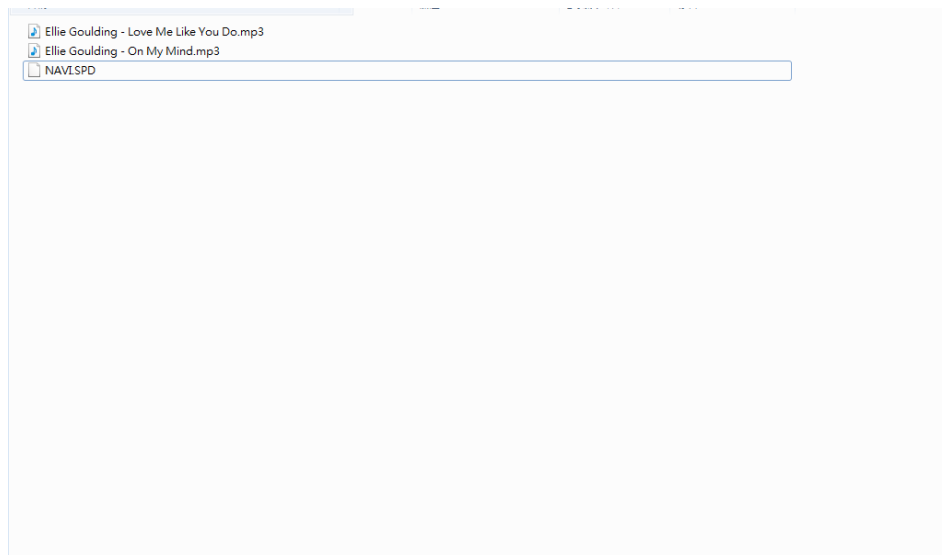 Ellie Goulding - Love Me Like You Do.mp3
Ellie Goulding - On My Mind.mp3
NAVI.SPD